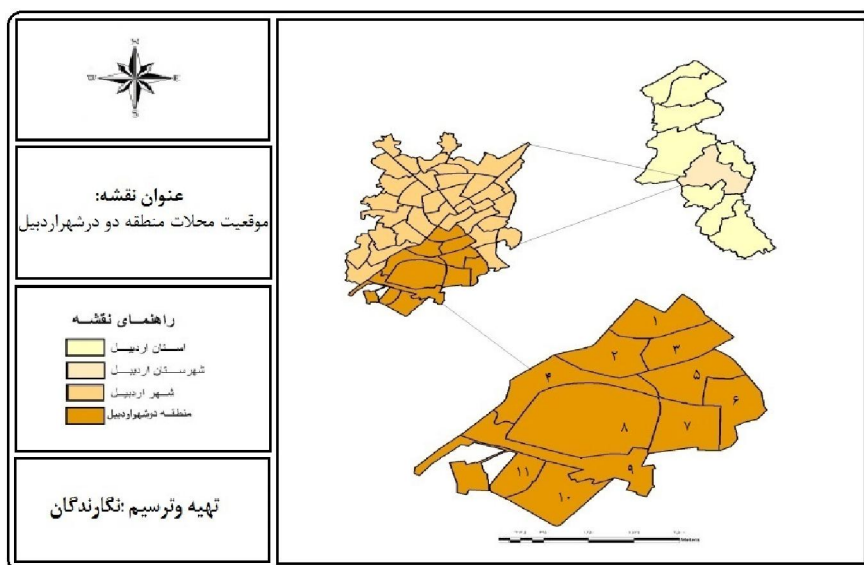 N
W E
S
عنوان نقشه:
موقعیت محلات منطقه دو درشهراردبیل
راهنمای نقشه
استان اردبیل
شهرستان اردبیل
شهر اردبیل
منطقه دوشهراردبیل
تهیه وترسیم :نگارندگان
۱
۲
۳
۴
۵
۶
۷
۸
۹
۱۰
۱۱